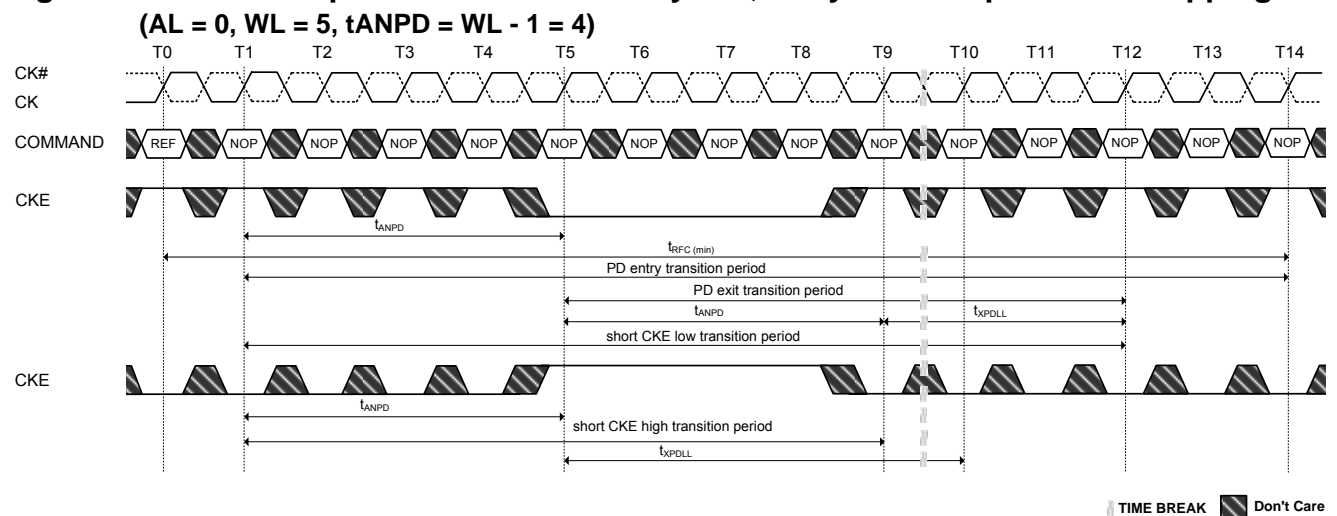 (AL = 0, WL = 5, tANPD = WL - 1 = 4)
T0 T1 T2 T3 T4 T5 T6 T7 T8 T9 T10 T11 T12 T13 T14
CK#
CK
COMMAND REF NOP NOP NOP NOP NOP NOP NOP NOP NOP NOP NOP NOP NOP NOP
CKE
tANPD
tRFC (min)
PD entry transition period
PD exit transition period
tANPD tXPDLL
short CKE low transition period
CKE
tANPD
short CKE high transition period
tXPDLL
TIME BREAK Don't Care